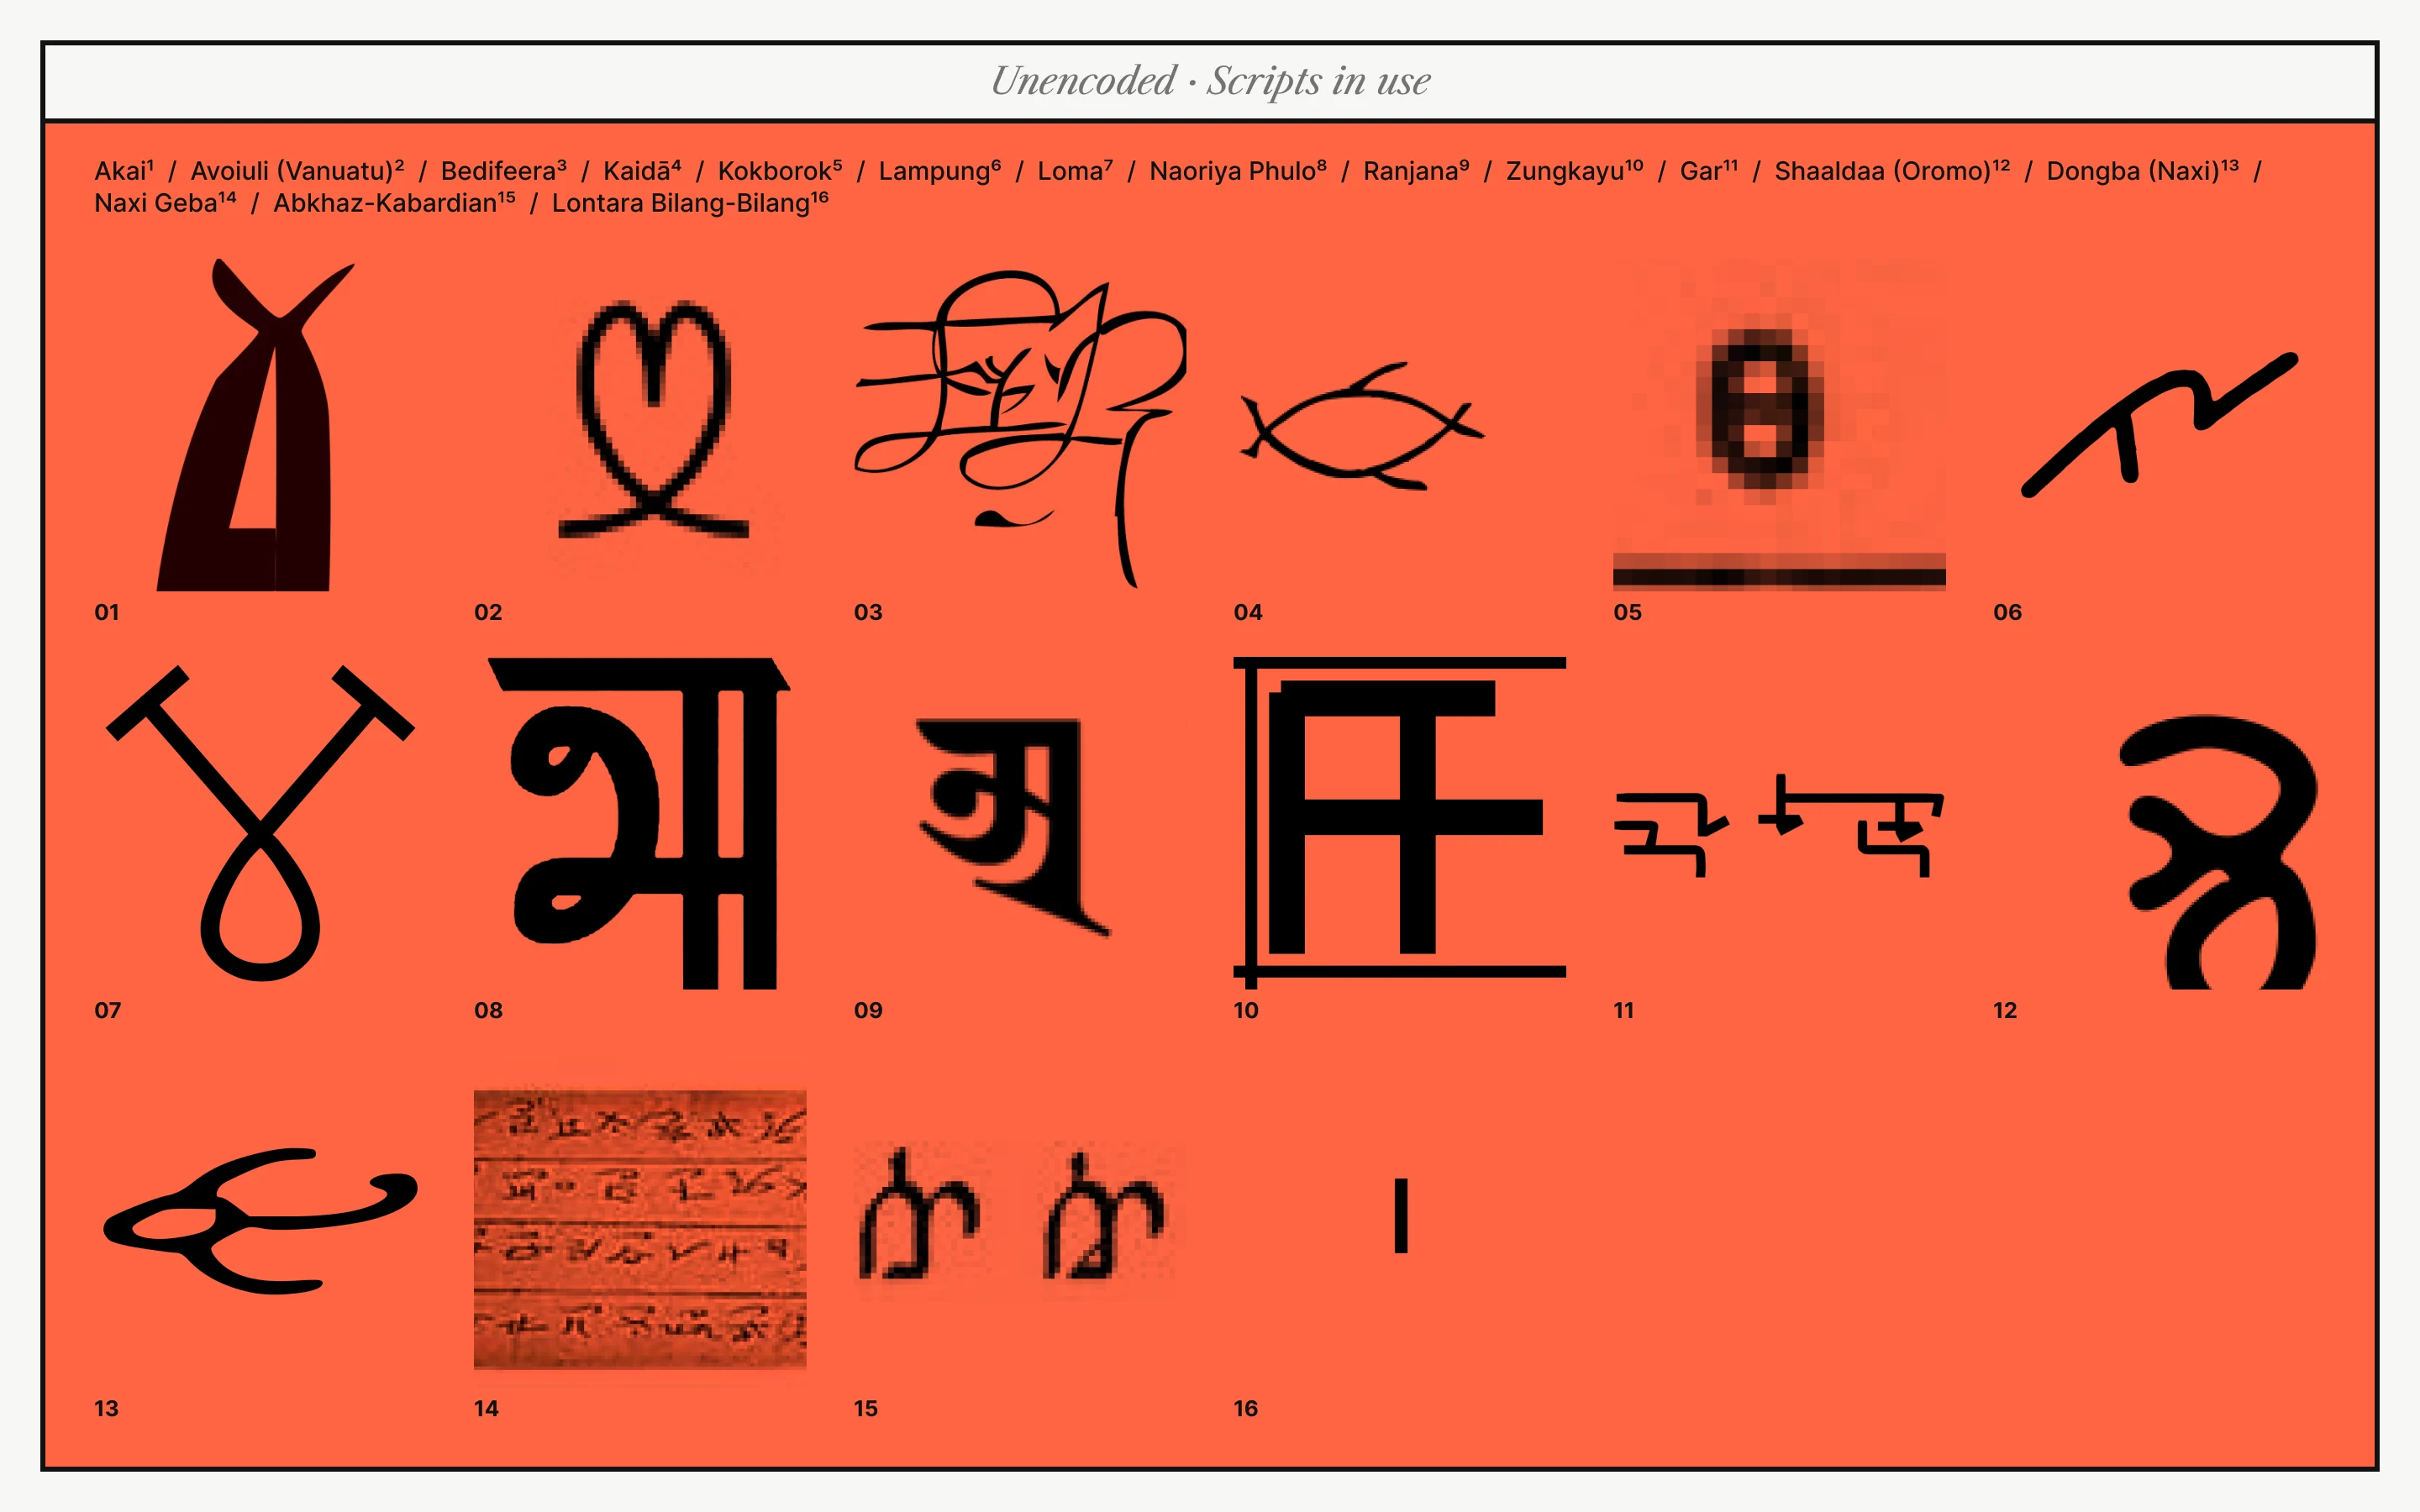 Unencoded · Scripts in use
Akai¹ / Avoiuli (Vanuatu)² / Bedifeera³ / Kaidā⁴ / Kokborok⁵ / Lampung⁶ / Loma⁷ / Naoriya Phulo⁸ / Ranjana⁹ / Zungkayu¹⁰ / Gar¹¹ / Shaaldaa (Oromo)¹² / Dongba (Naxi)¹³ /
Naxi Geba¹⁴ / Abkhaz-Kabardian¹⁵ / Lontara Bilang-Bilang¹⁶
01 02 03 04 05 06
07 08 09 10 11 12
13 14 15 16